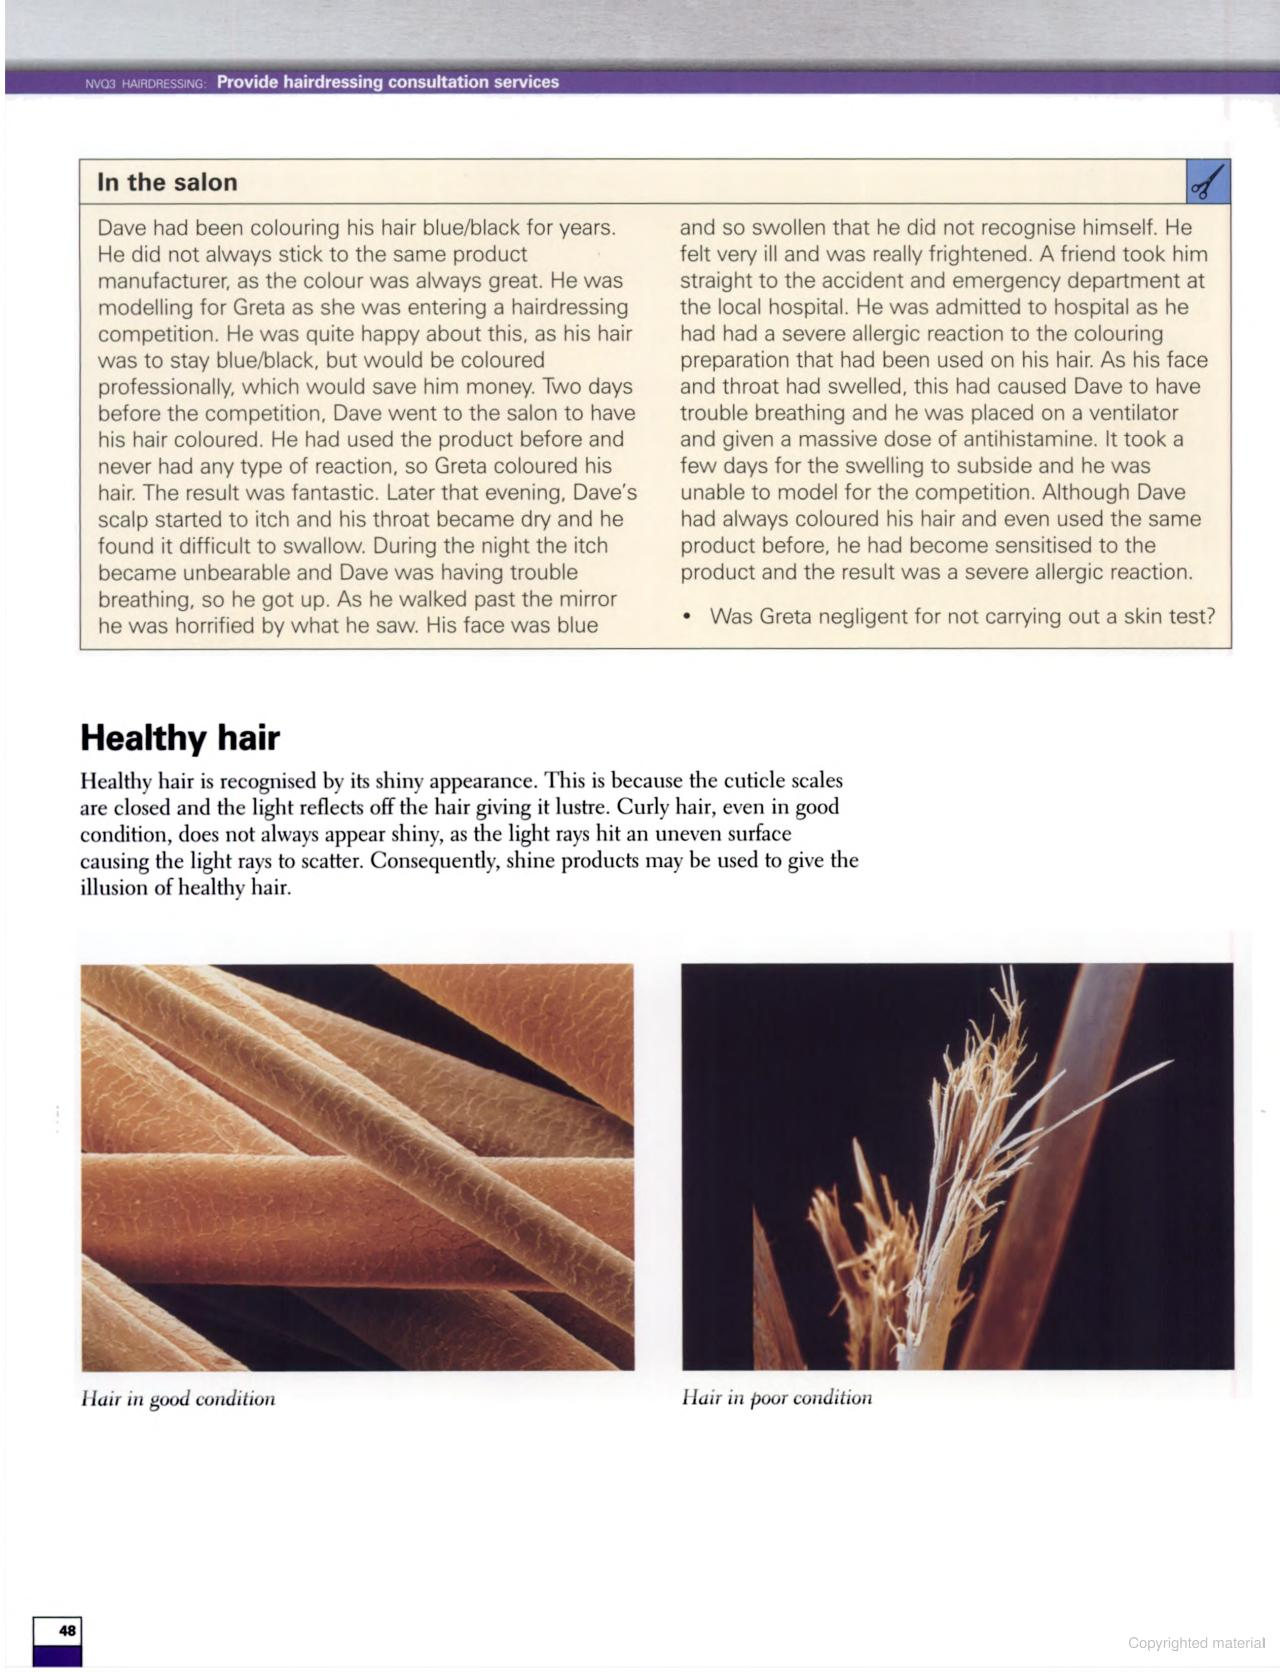 NVQ3 HAIRDRESSING: Provide hairdressing consultation services
In the salon
Dave had been colouring his hair blue/black for years.
He did not always stick to the same product
manufacturer, as the colour was always great. He was
modelling for Greta as she was entering a hairdressing
competition. He was quite happy about this, as his hair
was to stay blue/black, but would be coloured
professionally, which would save him money. Two days
before the competition, Dave went to the salon to have
his hair coloured. He had used the product before and
never had any type of reaction, so Greta coloured his
hair. The result was fantastic. Later that evening, Dave's
scalp started to itch and his throat became dry and he
found it difficult to swallow. During the night the itch
became unbearable and Dave was having trouble
breathing, so he got up. As he walked past the mirror
he was horrified by what he saw. His face was blue
and so swollen that he did not recognise himself. He
felt very ill and was really frightened. A friend took him
straight to the accident and emergency department at
the local hospital. He was admitted to hospital as he
had had a severe allergic reaction to the colouring
preparation that had been used on his hair. As his face
and throat had swelled, this had caused Dave to have
trouble breathing and he was placed on a ventilator
and given a massive dose of antihistamine. It took a
few days for the swelling to subside and he was
unable to model for the competition. Although Dave
had always coloured his hair and even used the same
product before, he had become sensitised to the
product and the result was a severe allergic reaction.
• Was Greta negligent for not carrying out a skin test?
Healthy hair
Healthy hair is recognised by its shiny appearance. This is because the cuticle scales
are closed and the light reflects off the hair giving it lustre. Curly hair, even in good
condition, does not always appear shiny, as the light rays hit an uneven surface
causing the light rays to scatter. Consequently, shine products may be used to give the
illusion of healthy hair.
Hair in good condition
Hair in poor condition
48
Copyrighted material